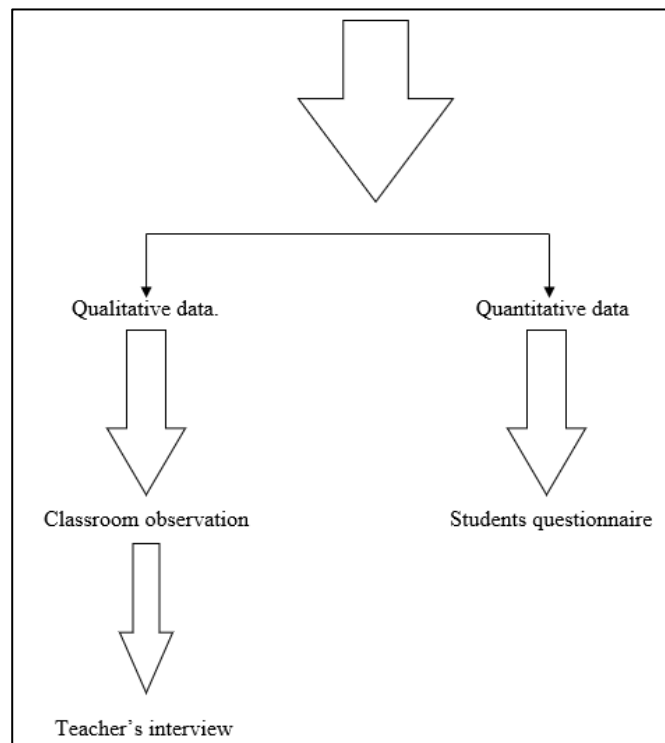 Qualitative data.
Quantitative data
Classroom observation
Students questionnaire
Teacher’s interview